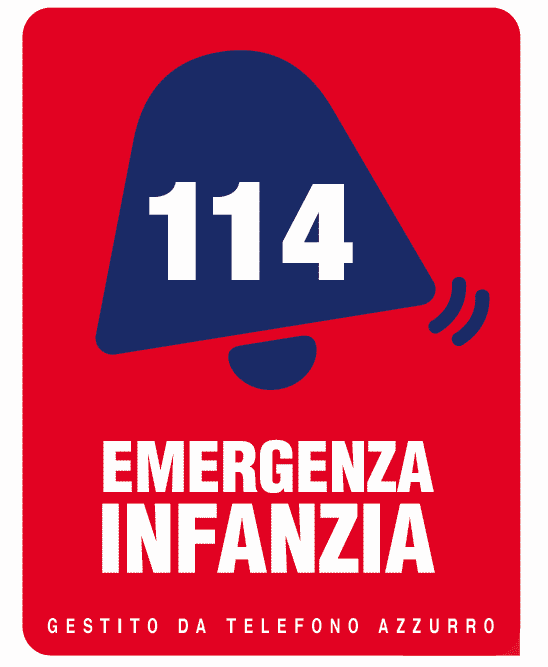 114
EMERGENZA
INFANZIA
GESTITO DA TELEFONO AZZURRO